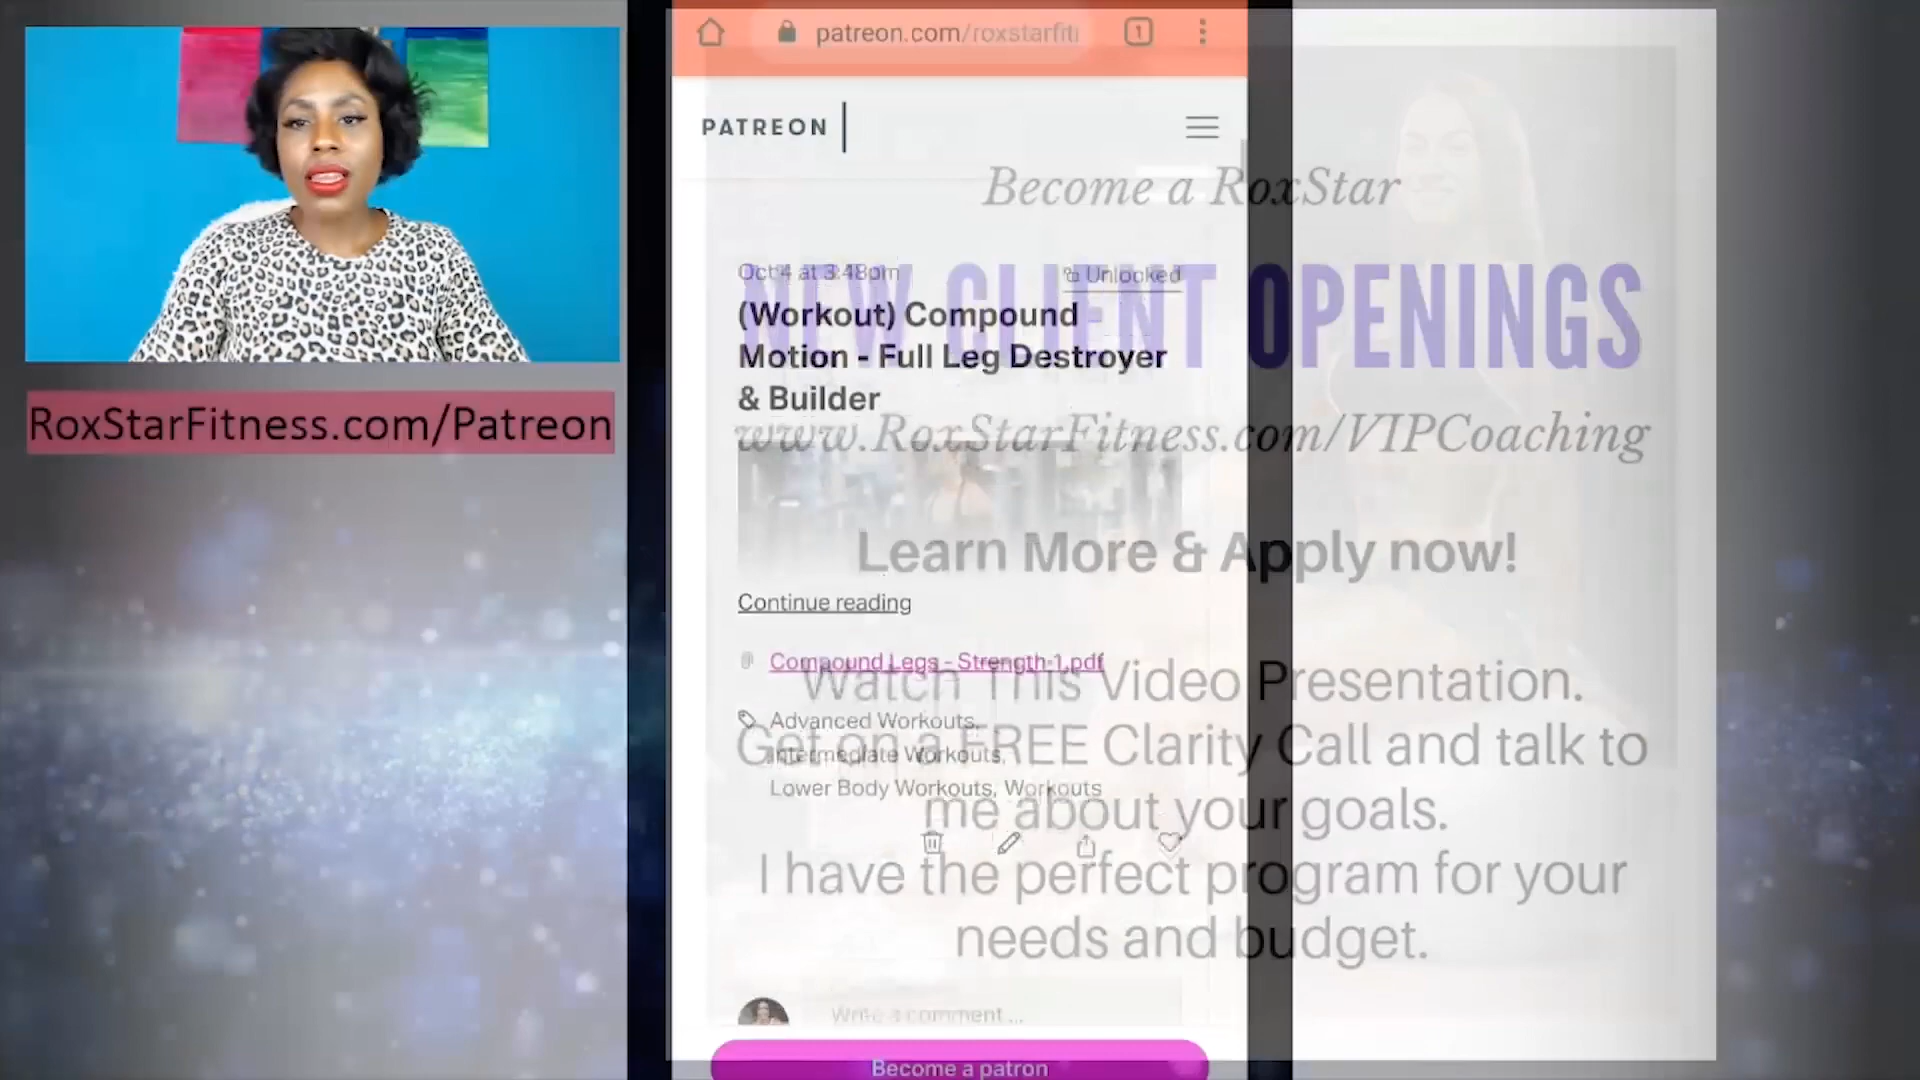 RoxStarFitness.com/Patreon
patreon.com/roxstarfiti
1
PATREON
Oct 4 at 3:48pm
Unlocked
(Workout) Compound
Motion - Full Leg Destroyer
& Builder
Continue reading
Compound Legs - Strength-1.pdf
Advanced Workouts,
Intermediate Workouts,
Lower Body Workouts, Workouts
Write a comment ...
Become a patron
Become a RoxStar
NEW CLIENT OPENINGS
www.RoxStarFitness.com/VIPCoaching
Learn More & Apply now!
Watch This Video Presentation.
Get on a FREE Clarity Call and talk to
me about your goals.
I have the perfect program for your
needs and budget.